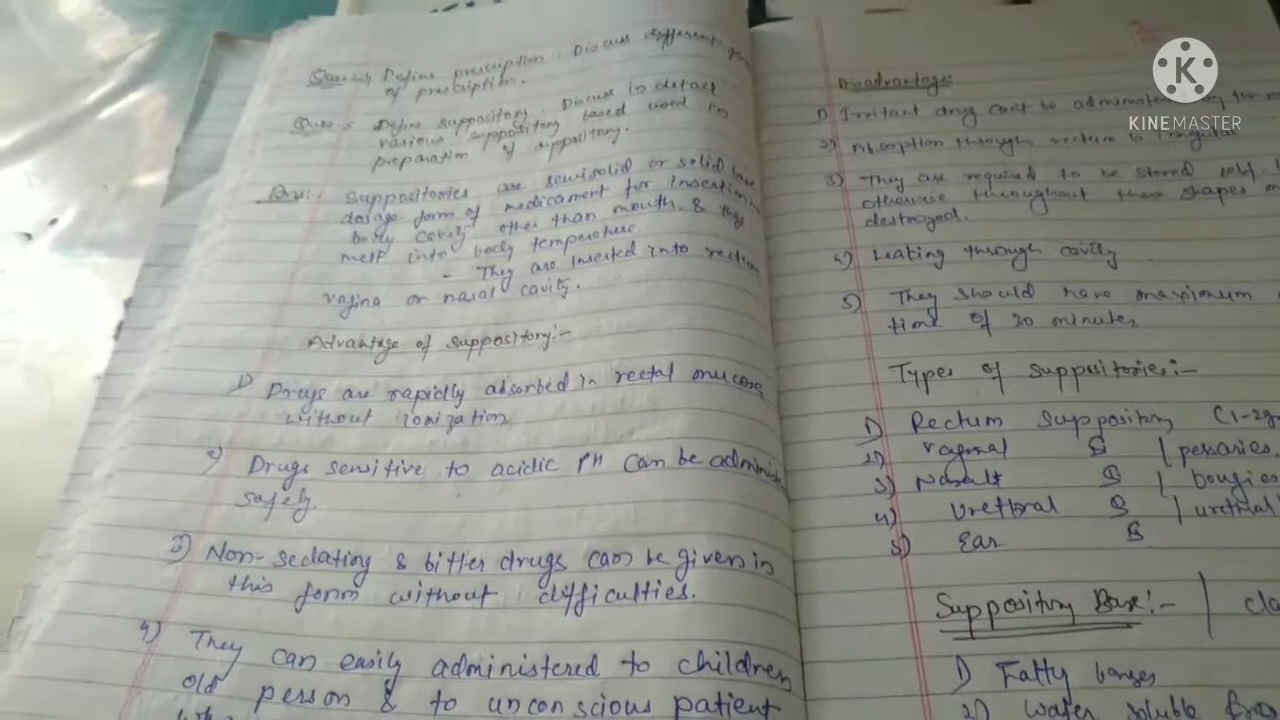 Define prescription. Discuss different
of prescription.
Define suppository. Discuss in detail
various suppository based used in
preparation of suppository.
Ans:- Suppositories are semisolid or solid
dosage form of medicament for insertion
body cavity other than mouth & they
melt into body temperature.
- They are inserted into rectum
vagina or nasal cavity.
Advantage of suppository:-
1) Drugs are rapidly absorbed in rectal mucosa
without ionization
2) Drugs sensitive to acidic PH can be adminis
safely.
3) Non-sedating & bitter drugs can be given in
this form without difficulties.
4) They can easily administered to children
old person & to unconscious patient
Disadvantage:
1) Irritant drug can't be administered
2) Absorption through rectum is irregular
3) They are required to be stored
otherwise throughout their shapes
destroyed.
4) Leaking through cavity
5) They should have
time of 30 minutes
Types of suppositories:-
1) Rectum Suppository (1-2g
2) Vaginal S / pessaries
3) S / bougies
4) S / urethral
5) Ear S
Suppository Base:- / cla
1) Fatty
2) Water soluble
KINEMASTER